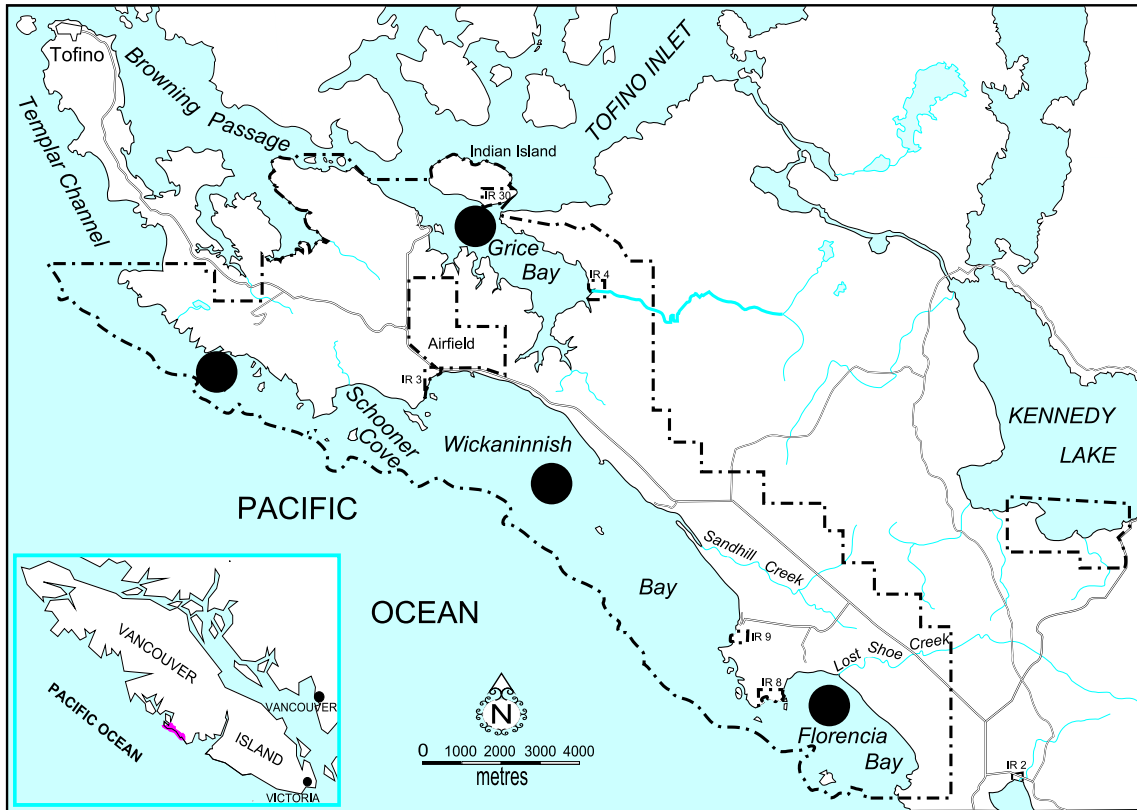 Tofino
Browning Passage
TOFINO INLET
Templar Channel
Indian Island
IR 30
Grice
Bay
IR 4
Airfield
IR 3
Schooner
Cove
Wickaninnish
KENNEDY
LAKE
PACIFIC
Sandhill Creek
Bay
OCEAN
IR 9
Lost Shoe Creek
IR 8
Florencia
Bay
IR 2
N
0 1000 2000 3000 4000
metres
VANCOUVER
ISLAND
PACIFIC OCEAN
VANCOUVER
VICTORIA